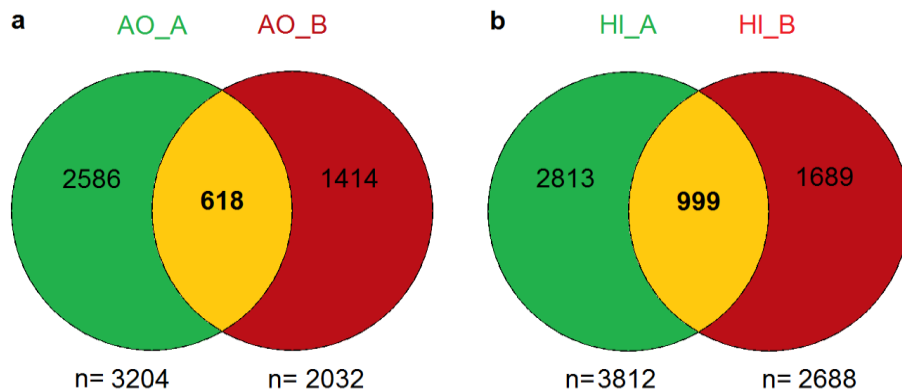 a AO_A AO_B
2586 618 1414
n= 3204 n= 2032
b HI_A HI_B
2813 999 1689
n=3812 n= 2688